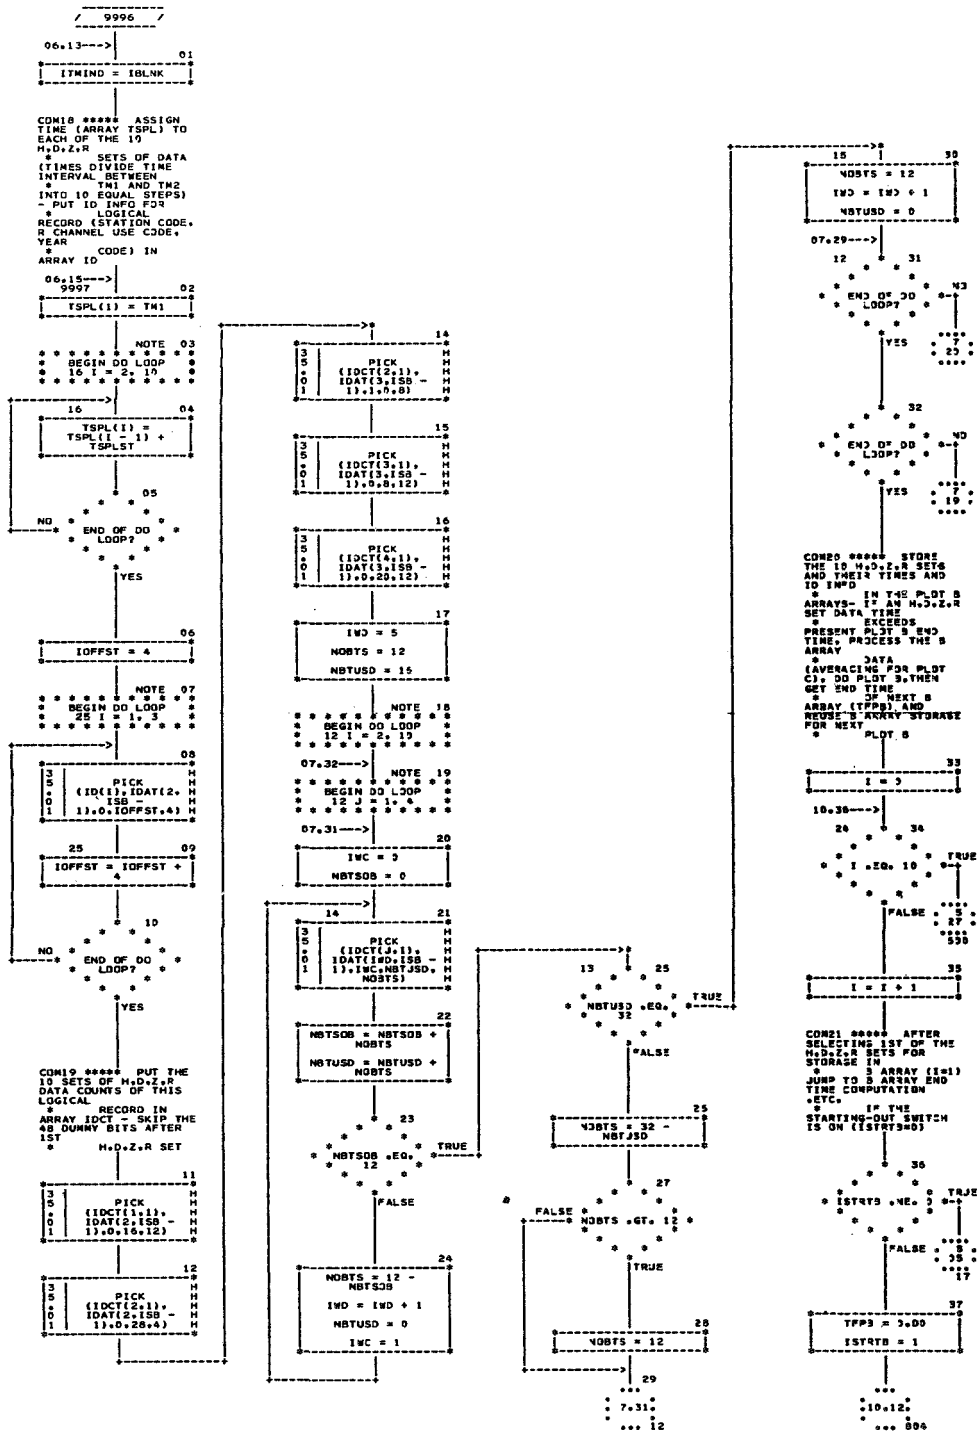 / 9996 /
06.13--->
01
ITMIND = IBLNK
COM18 ***** ASSIGN
TIME (ARRAY TSPL) TO
EACH OF THE 10
H,D,Z,R
* SETS OF DATA
(TIMES DIVIDE TIME
INTERVAL BETWEEN
* TM1 AND TM2
INTO 10 EQUAL STEPS)
- PUT ID INFO FOR
* LOGICAL
RECORD (STATION CODE,
R CHANNEL USE CODE,
YEAR
* CODE) IN
ARRAY ID
06.15--->
9997 02
TSPL(1) = TM1
NOTE 03
BEGIN DO LOOP
16 I = 2, 10
16 04
TSPL(I) =
TSPL(I - 1) +
TSPLST
05
END OF DO
LOOP?
NO
YES
06
IOFFST = 4
NOTE 07
BEGIN DO LOOP
25 I = 1, 3
08
PICK
(ID(I),IDAT(2,
ISB -
1),0,IOFFST,4)
25 09
IOFFST = IOFFST +
4
10
END OF DO
LOOP?
NO
YES
COM19 ***** PUT THE
10 SETS OF H,D,Z,R
DATA COUNTS OF THIS
LOGICAL
* RECORD IN
ARRAY IDCT - SKIP THE
48 DUMMY BITS AFTER
1ST
* H,D,Z,R SET
11
PICK
(IDCT(1,1),
IDAT(2,ISB -
1),0,16,12)
12
PICK
(IDCT(2,1),
IDAT(2,ISB -
1),0,28,4)
14
PICK
(IDCT(2,1),
IDAT(3,ISB -
1),1,0,8)
15
PICK
(IDCT(3,1),
IDAT(3,ISB -
1),0,8,12)
16
PICK
(IDCT(4,1),
IDAT(3,ISB -
1),0,20,12)
17
IWD = 5
NOBTS = 12
NBTUSD = 15
NOTE 18
BEGIN DO LOOP
12 I = 2, 10
07.32--->
NOTE 19
BEGIN DO LOOP
12 J = 1, 4
07.31--->
20
IWC = 0
NBTSOB = 0
14 21
PICK
(IDCT(J,I),
IDAT(IWD,ISB -
1),IWC,NBTUSD,
NOBTS)
22
NBTSOB = NBTSOB +
NOBTS
NBTUSD = NBTUSD +
NOBTS
23
NBTSOB .EQ.
12
TRUE
FALSE
24
NOBTS = 12 -
NBTSOB
IWD = IWD + 1
NBTUSD = 0
IWC = 1
13 25
NBTUSD .EQ.
32
TRUE
FALSE
NOBTS = 32 -
NBTUSD
27
NOBTS .GT. 12
FALSE
TRUE
28
NOBTS = 12
29
7.31
12
15 30
NOBTS = 12
IWD = IWD + 1
NBTUSD = 0
07.29--->
12 31
END OF DO
LOOP?
NO
7
20
YES
32
END OF DO
LOOP?
NO
7
19
YES
COM20 ***** STORE
THE 10 H,D,Z,R SETS
AND THEIR TIMES AND
ID INFO
* IN THE PLOT B
ARRAYS- IF AN H,D,Z,R
SET DATA TIME
* EXCEEDS
PRESENT PLOT B END
TIME, PROCESS THE B
ARRAY
* DATA
(AVERAGING FOR PLOT
C), DO PLOT B,THEN
GET END TIME
* OF NEXT B
ARRAY (TFPB) AND
REUSE B ARRAY STORAGE
FOR NEXT
* PLOT B
33
I = 0
10.36--->
24 34
I .EQ. 10
TRUE
5
27
FALSE
35
I = I + 1
COM21 ***** AFTER
SELECTING 1ST OF THE
H,D,Z,R SETS FOR
STORAGE IN
* B ARRAY (I=1)
JUMP TO B ARRAY END
TIME COMPUTATION
.ETC.
* IF THE
STARTING-OUT SWITCH
IS ON (ISTRTB=0)
36
ISTRTB .NE. 0
TRUE
05
17
FALSE
37
TFPB = 0.00
ISTRTB = 1
10.12
804